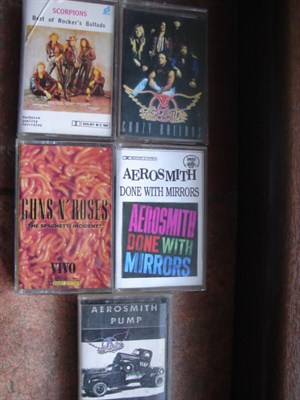 SCORPIONS
Best of Rocker's Ballads
GUNS N' ROSES
"THE SPAGHETTI INCIDENT?"
VIVO
AEROSMITH
DONE WITH MIRRORS
AEROSMITH
DONE WITH
MIRRORS
AEROSMITH
PUMP